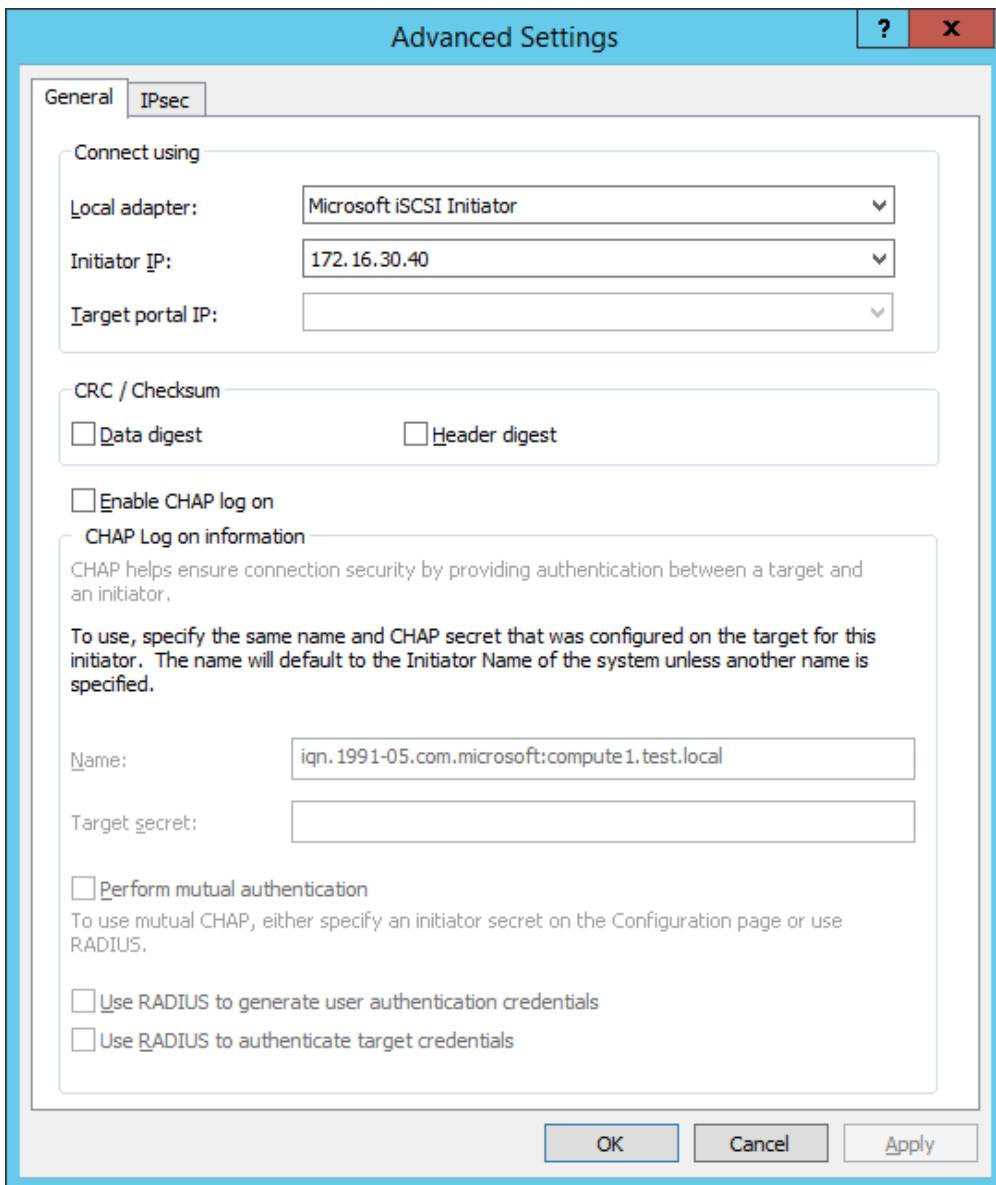 Advanced Settings
?
x
General
IPsec
Connect using
Local adapter:
Microsoft iSCSI Initiator
Initiator IP:
172.16.30.40
Target portal IP:
CRC / Checksum
Data digest
Header digest
Enable CHAP log on
CHAP Log on information
CHAP helps ensure connection security by providing authentication between a target and
an initiator.
To use, specify the same name and CHAP secret that was configured on the target for this
initiator. The name will default to the Initiator Name of the system unless another name is
specified.
Name:
iqn.1991-05.com.microsoft:compute1.test.local
Target secret:
Perform mutual authentication
To use mutual CHAP, either specify an initiator secret on the Configuration page or use
RADIUS.
Use RADIUS to generate user authentication credentials
Use RADIUS to authenticate target credentials
OK
Cancel
Apply